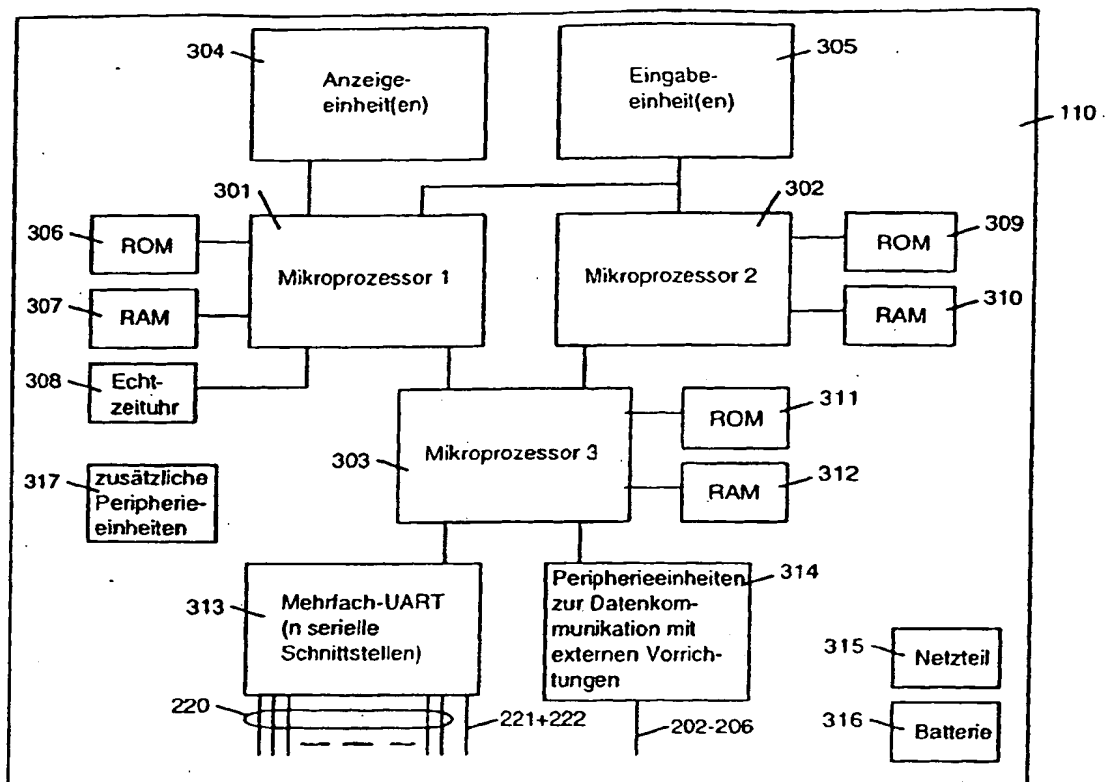 304
Anzeige-
einheit(en)
Eingabe-
einheit(en)
305
110
301
302
306
ROM
Mikroprozessor 1
Mikroprozessor 2
ROM
309
307
RAM
RAM
310
308
Echt-
zeituhr
303
Mikroprozessor 3
ROM
311
RAM
312
317
zusätzliche
Peripherie-
einheiten
313
Mehrfach-UART
(n serielle
Schnittstellen)
Peripherieeinheiten
zur Datenkom-
munikation mit
externen Vorrich-
tungen
314
315
Netzteil
316
Batterie
220
221+222
202-206